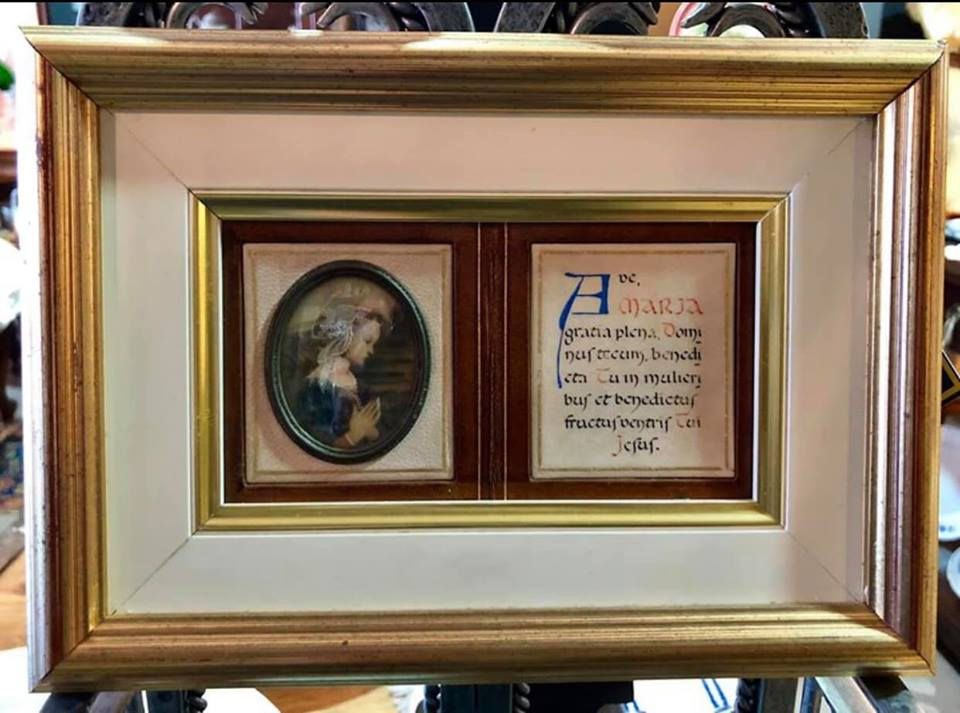 Ave,
MARIA
gratia plena, Domi
nus tecum, benedi
cta Tu in mulieri
bus et benedictus
fructus ventris Tui
Jesus.